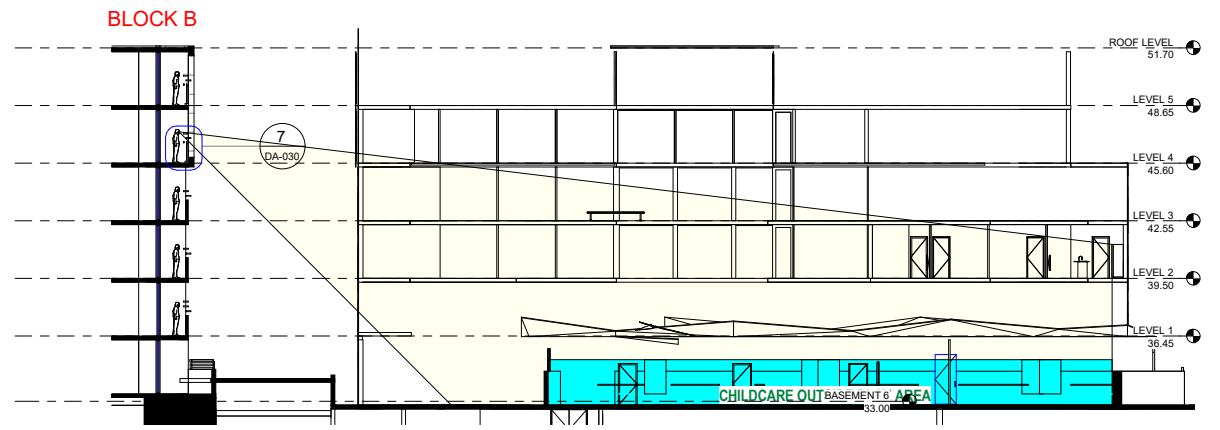 BLOCK B
ROOF LEVEL
51.70
LEVEL 5
48.65
7
DA-030
LEVEL 4
45.60
LEVEL 3
42.55
LEVEL 2
39.50
LEVEL 1
36.45
CHILDCARE OUT
BASEMENT 6
AREA
33.00